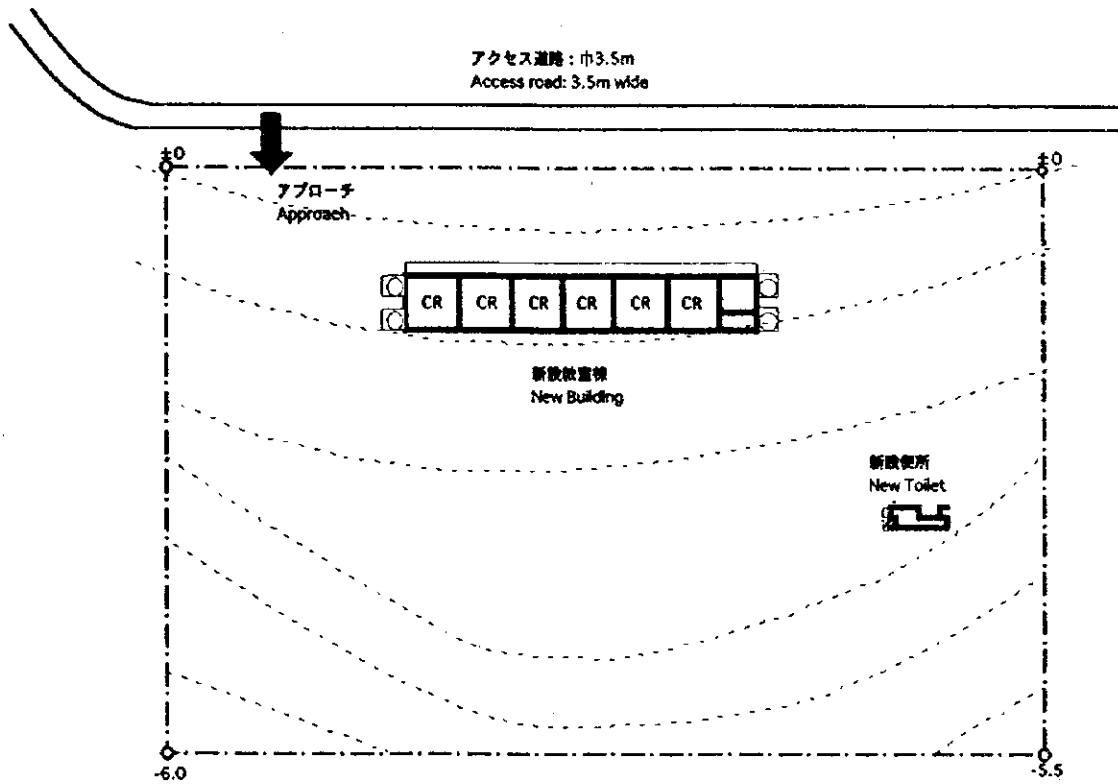 アクセス道路：巾3.5m
Access road: 3.5m wide
±0
±0
アプローチ
Approach
CR CR CR CR CR CR
新設教室棟
New Building
新設便所
New Toilet
-6.0
-5.5